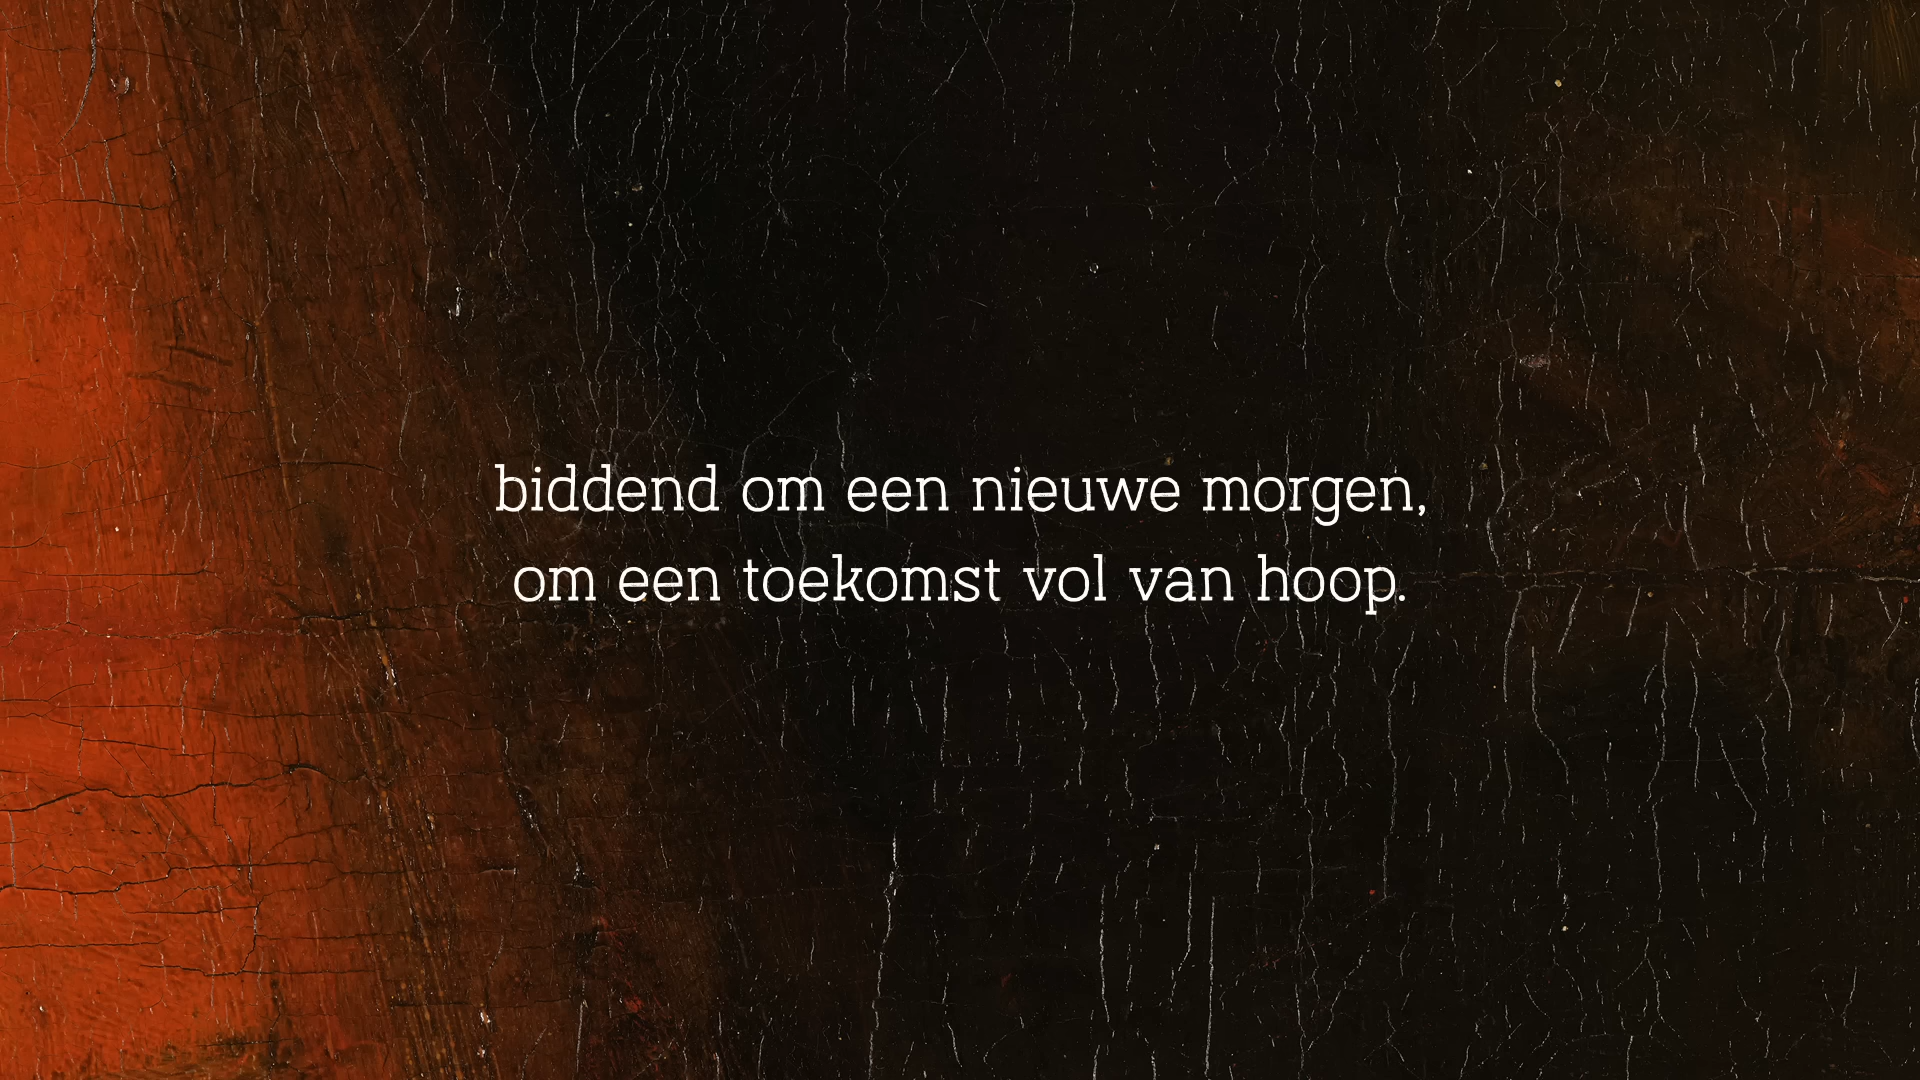 biddend om een nieuwe morgen,
om een toekomst vol van hoop.